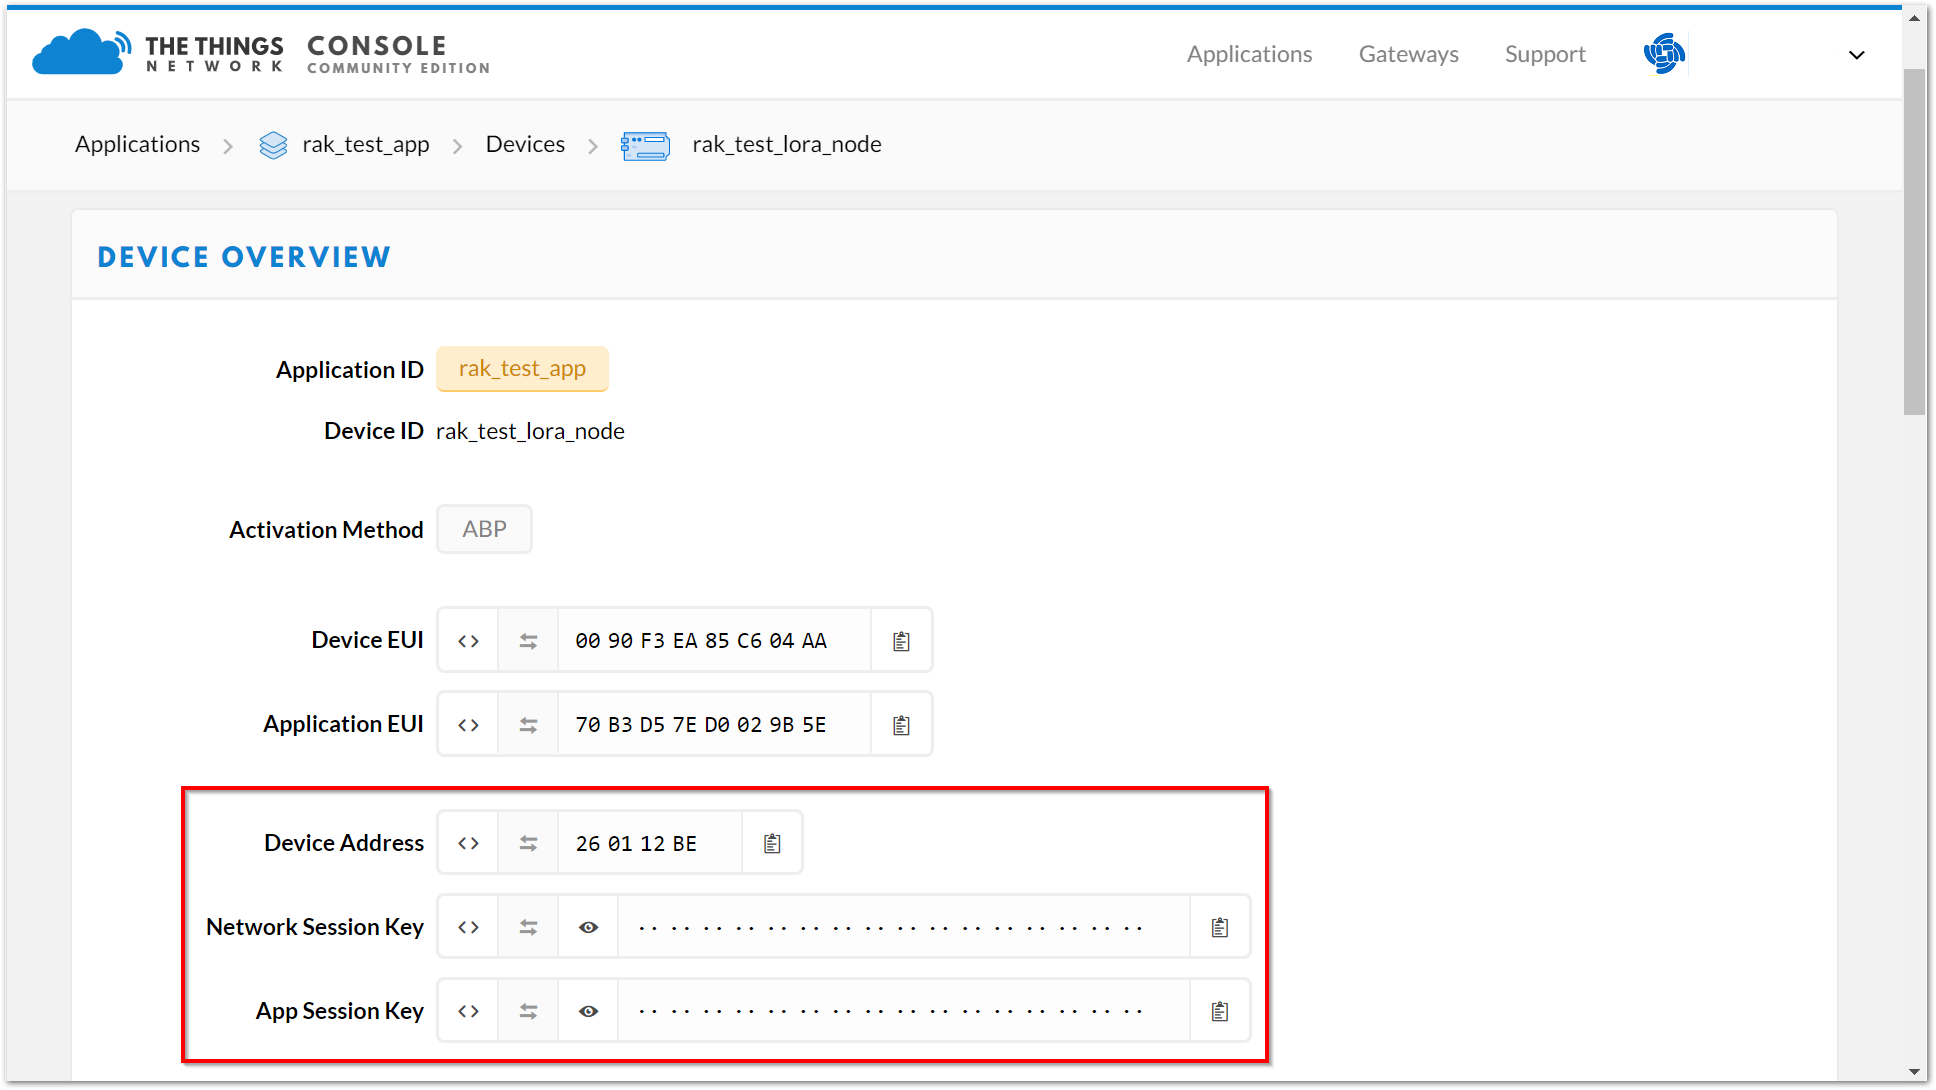 THE THINGS
NETWORK
CONSOLE
COMMUNITY EDITION
Applications
Gateways
Support
Applications
rak_test_app
Devices
rak_test_lora_node
DEVICE OVERVIEW
Application ID rak_test_app
Device ID rak_test_lora_node
Activation Method ABP
Device EUI 00 90 F3 EA 85 C6 04 AA
Application EUI 70 B3 D5 7E D0 02 9B 5E
Device Address 26 01 12 BE
Network Session Key
App Session Key